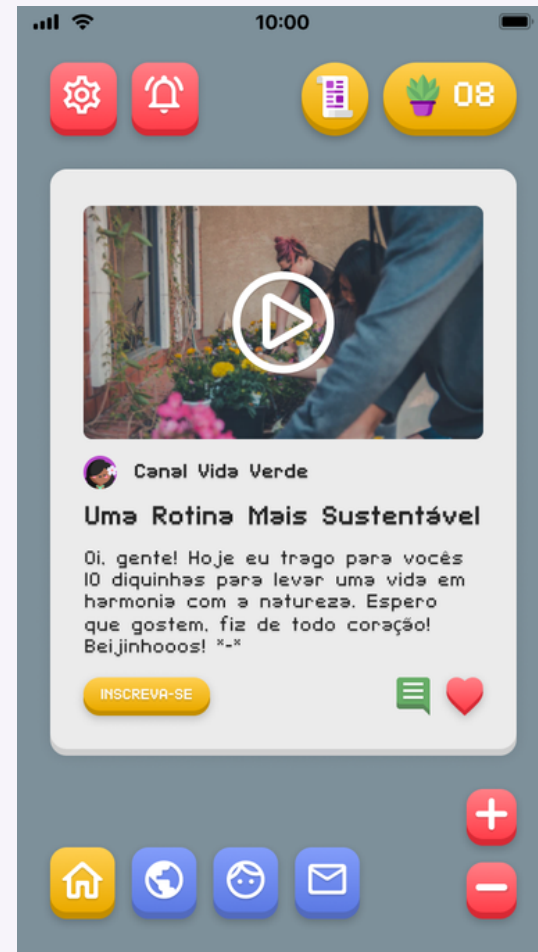 10:00
08
Canal Vida Verde
Uma Rotina Mais Sustentável
Oi, gente! Hoje eu trago para vocês
10 diquinhas para levar uma vida em
harmonia com a natureza. Espero
que gostem, fiz de todo coração!
Beijinhooos! *-*
INSCREVA-SE